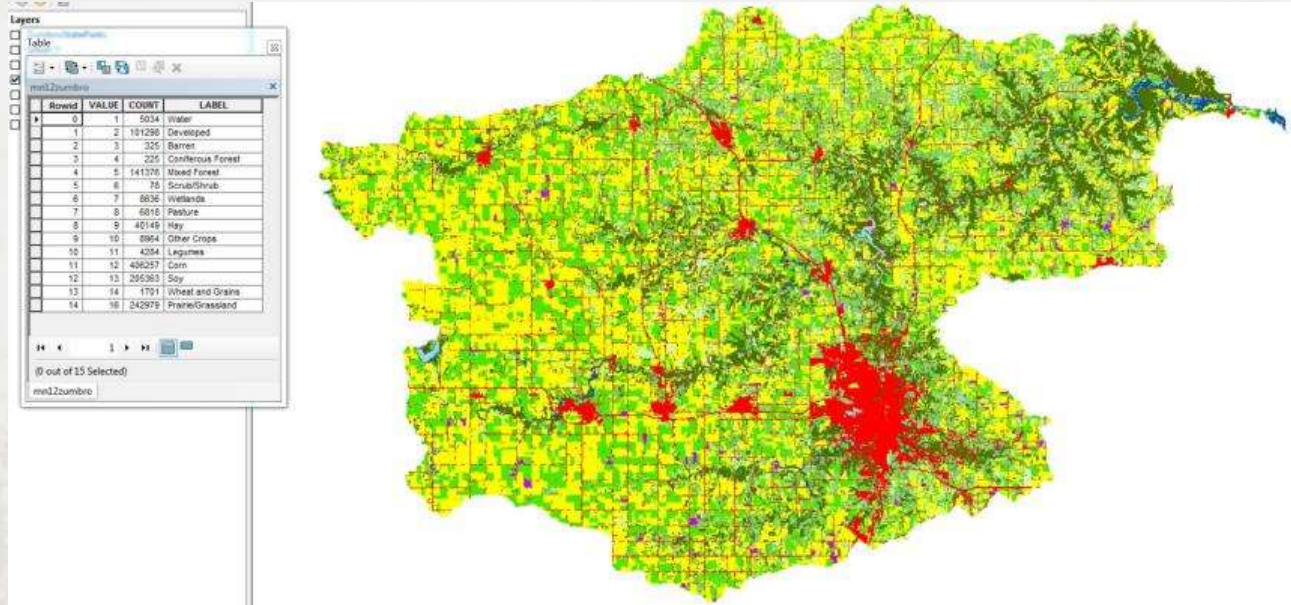 Layers
Table
mn12zumbro
Rowid VALUE COUNT LABEL
0 1 5034 Water
1 2 101298 Developed
2 3 325 Barren
3 4 225 Coniferous Forest
4 5 141376 Mixed Forest
5 6 78 Scrub/Shrub
6 7 8636 Wetlands
7 8 6818 Pasture
8 9 40149 Hay
9 10 8964 Other Crops
10 11 4284 Legumes
11 12 406257 Corn
12 13 205363 Soy
13 14 1701 Wheat and Grains
14 16 242979 Prairie/Grassland
1
(0 out of 15 Selected)
mn12zumbro